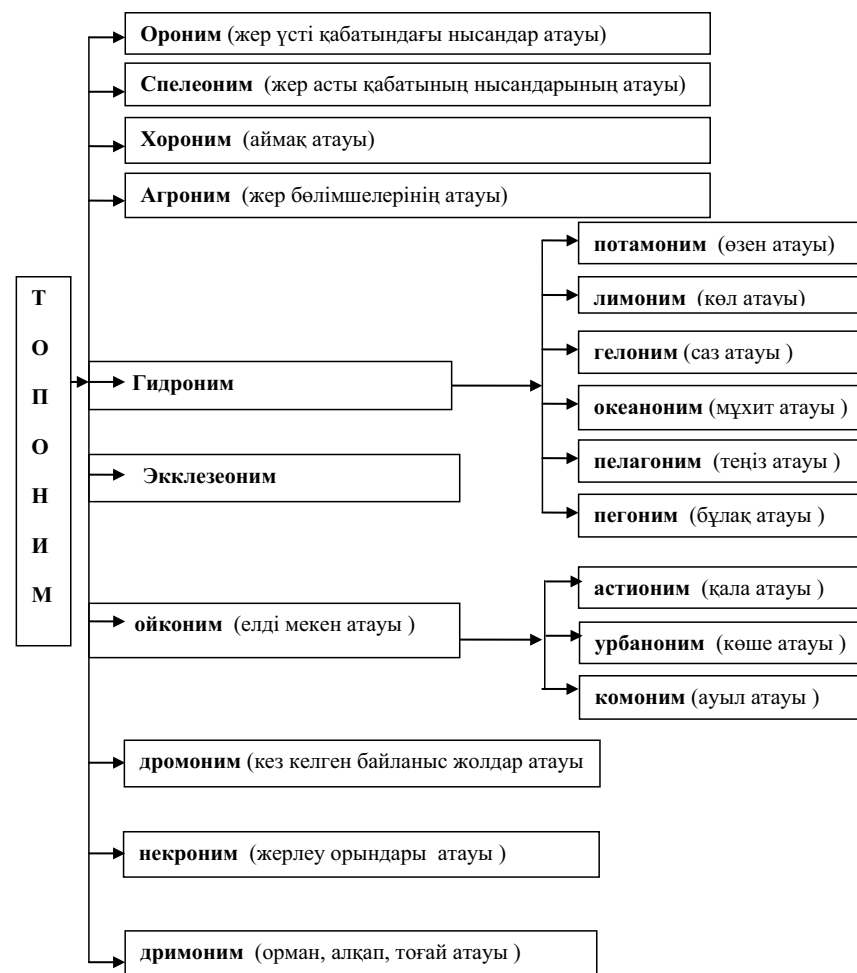 Ороним (жер үсті қабатындағы нысандар атауы)
Спелеоним (жер асты қабатының нысандарының атауы)
Хороним (аймақ атауы)
Агроним (жер бөлімшелерінің атауы)
потамоним (өзен атауы)
лимоним (көл атауы)
гелоним (саз атауы )
океаноним (мұхит атауы )
пелагоним (теңіз атауы )
пегоним (бұлақ атауы )
Т
О
П
О
Н
И
М
Гидроним
Экклезеоним
ойконим (елді мекен атауы )
астионим (қала атауы )
урбаноним (көше атауы )
комоним (ауыл атауы )
дромоним (кез келген байланыс жолдар атауы
некроним (жерлеу орындары атауы )
дримоним (орман, алқап, тоғай атауы )